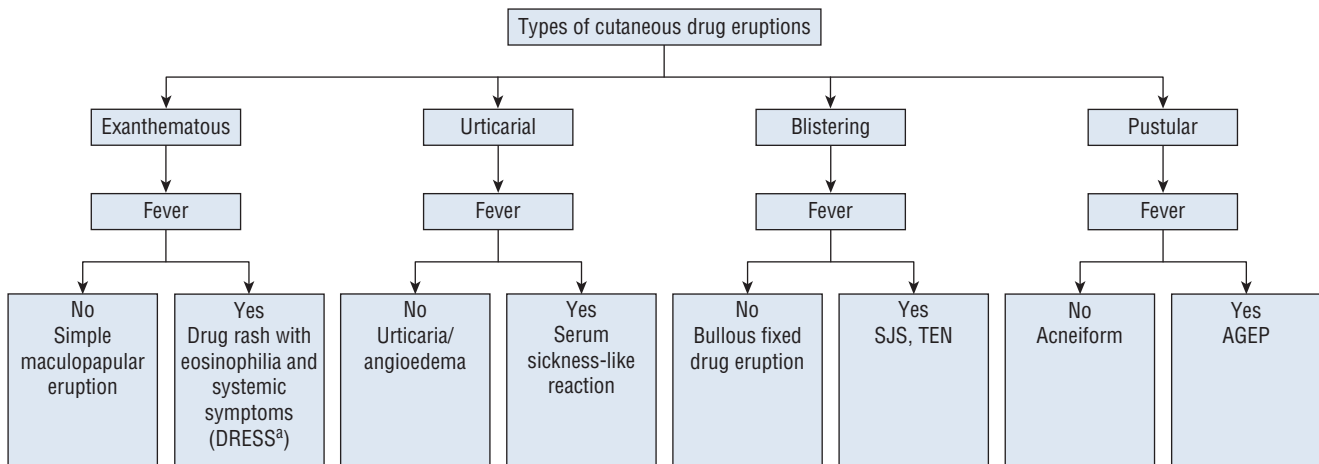 Types of cutaneous drug eruptions
Exanthematous
Urticarial
Blistering
Pustular
Fever
Fever
Fever
Fever
No
Simple
maculopapular
eruption
Yes
Drug rash with
eosinophilia and
systemic
symptoms
(DRESSª)
No
Urticaria/
angioedema
Yes
Serum
sickness-like
reaction
No
Bullous fixed
drug eruption
Yes
SJS, TEN
No
Acneiform
Yes
AGEP